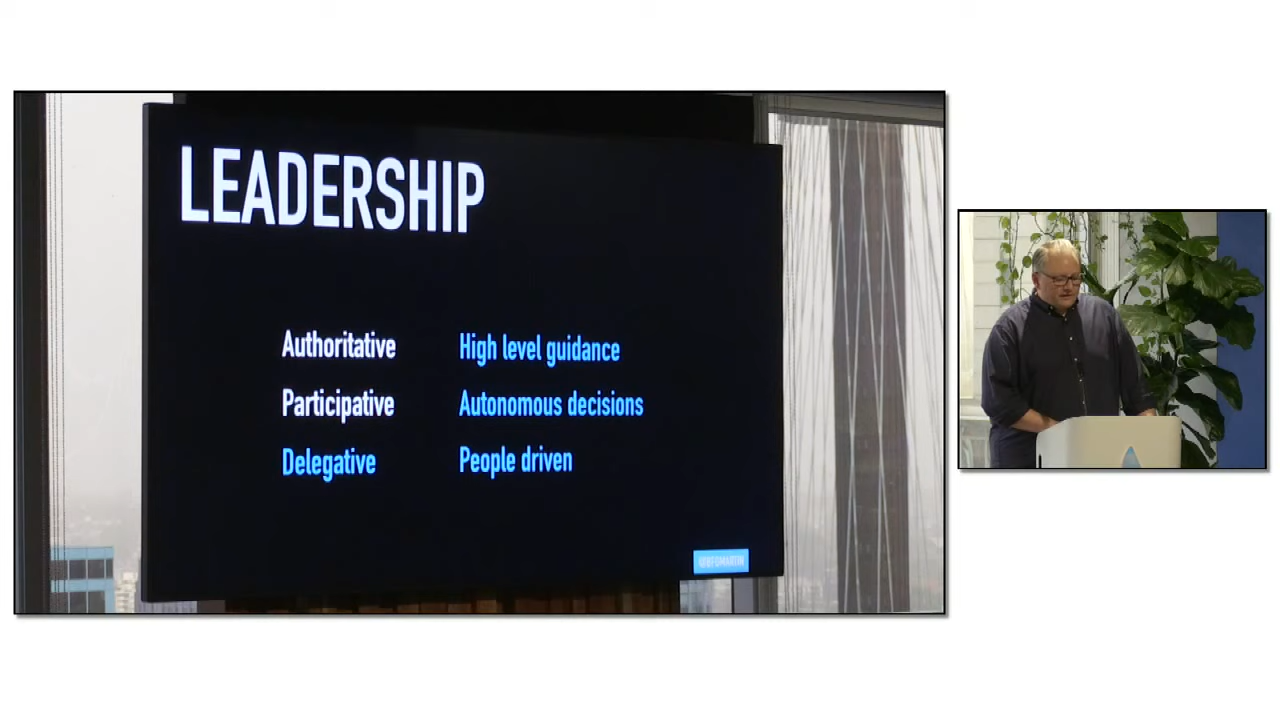 LEADERSHIP
Authoritative High level guidance
Participative Autonomous decisions
Delegative People driven